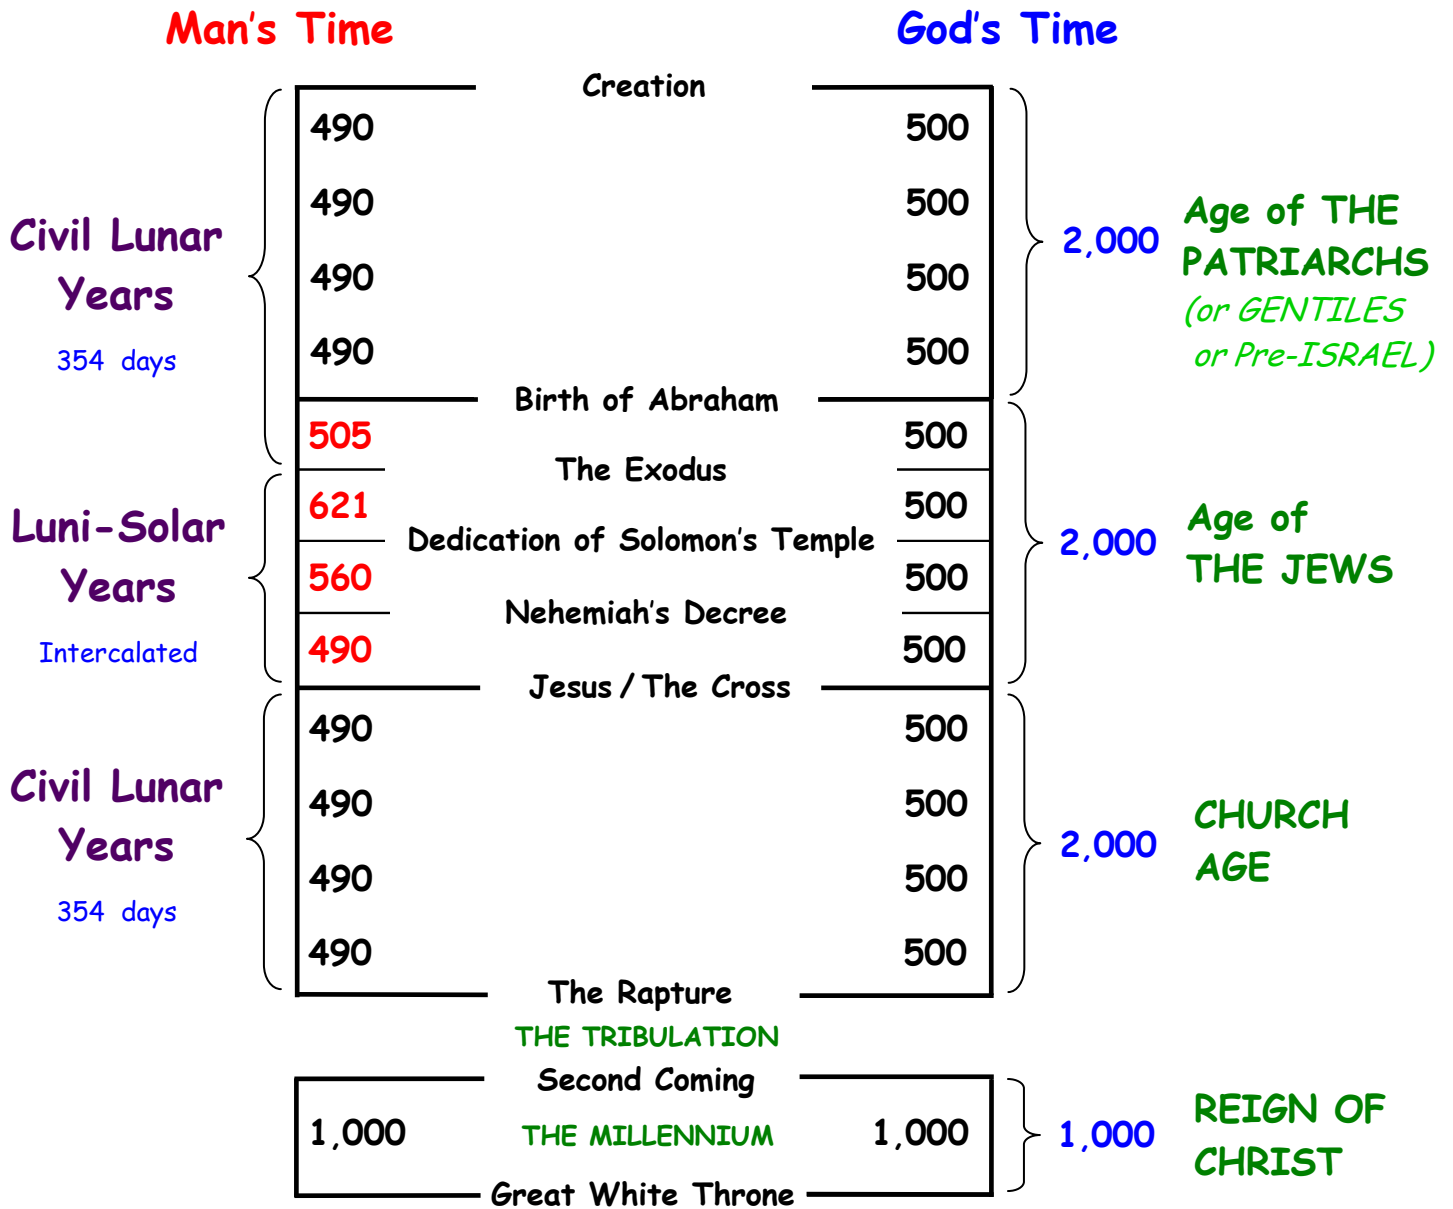 Man's Time
God's Time
Creation
490
500
490
500
490
500
490
500
Civil Lunar
Years
354 days
2,000
Age of THE
PATRIARCHS
(or GENTILES
or Pre-ISRAEL)
Birth of Abraham
505
500
The Exodus
621
500
Dedication of Solomon's Temple
560
500
Nehemiah's Decree
490
500
Luni-Solar
Years
Intercalated
2,000
Age of
THE JEWS
Jesus / The Cross
490
500
490
500
490
500
490
500
Civil Lunar
Years
354 days
2,000
CHURCH
AGE
The Rapture
THE TRIBULATION
Second Coming
1,000
THE MILLENNIUM
1,000
1,000
REIGN OF
CHRIST
Great White Throne